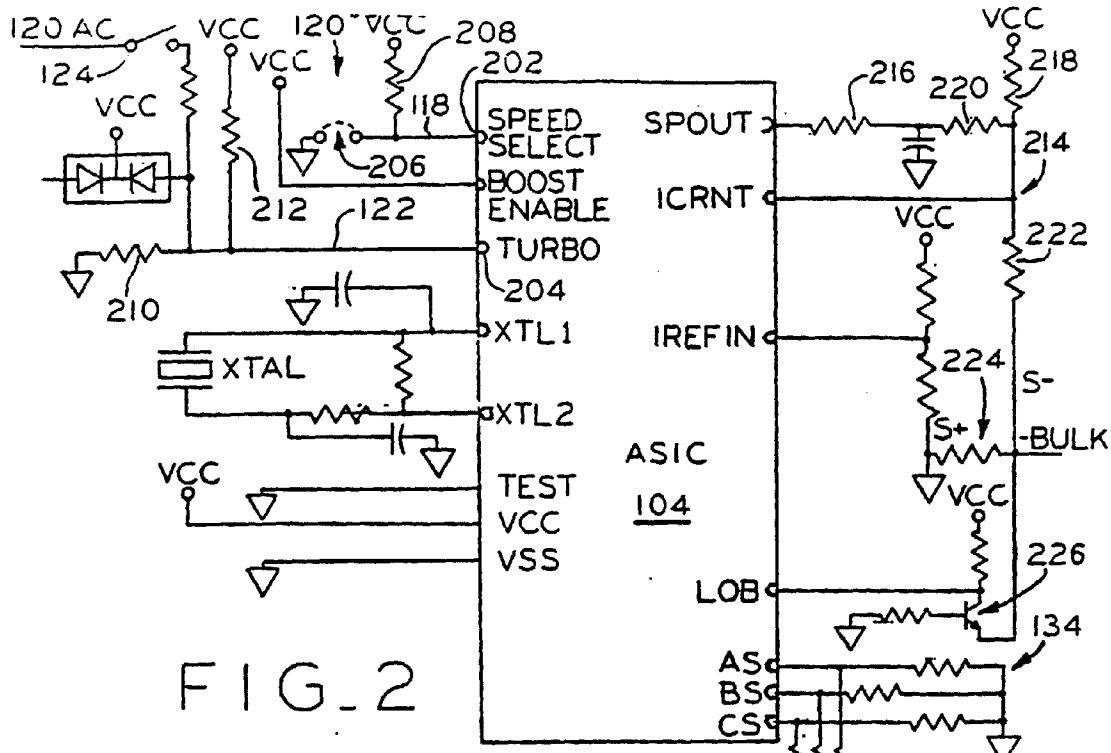 120 AC
124
VCC
VCC
120
VCC
208
202
VCC
118
206
212
122
210
204
XTAL
VCC
SPEED SELECT
BOOST ENABLE
TURBO
XTL1
XTL2
TEST
VCC
VSS
ASIC
104
SPOUT
ICRNT
IREFIN
LOB
AS
BS
CS
VCC
216
220
218
214
VCC
222
224
S-
S+
-BULK
VCC
226
134
FIG_2